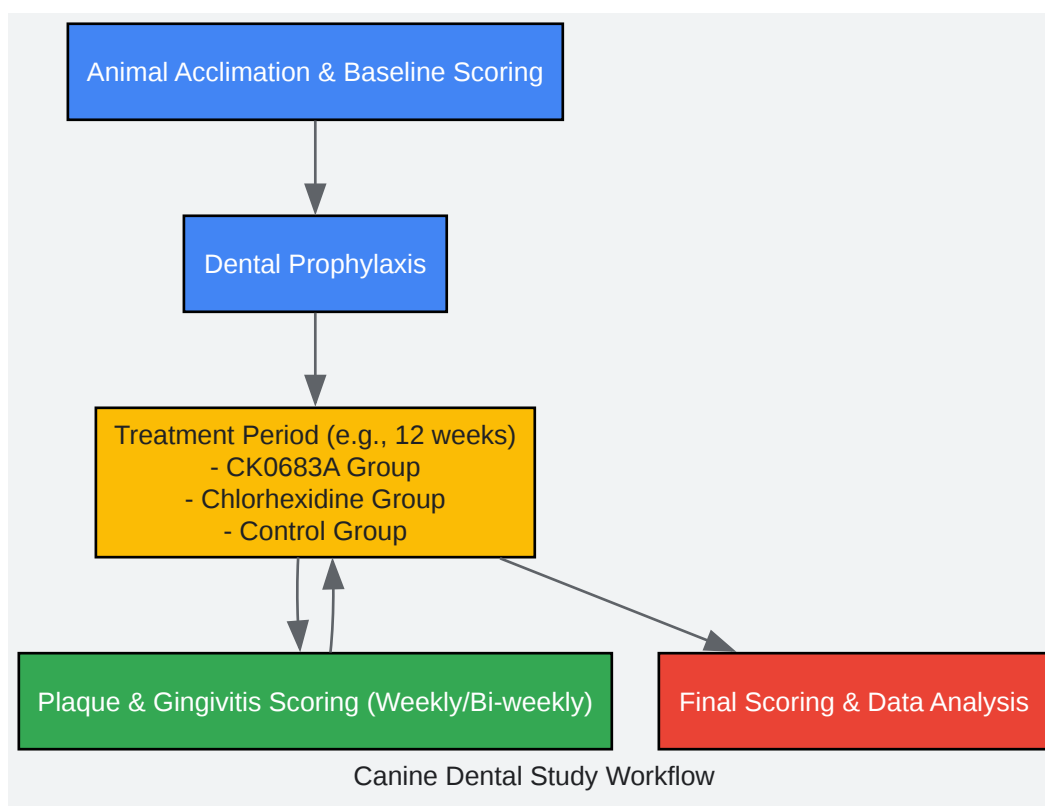 Animal Acclimation & Baseline Scoring
Dental Prophylaxis
Treatment Period (e.g., 12 weeks)
- CK0683A Group
- Chlorhexidine Group
- Control Group
Plaque & Gingivitis Scoring (Weekly/Bi-weekly)
Final Scoring & Data Analysis
Canine Dental Study Workflow